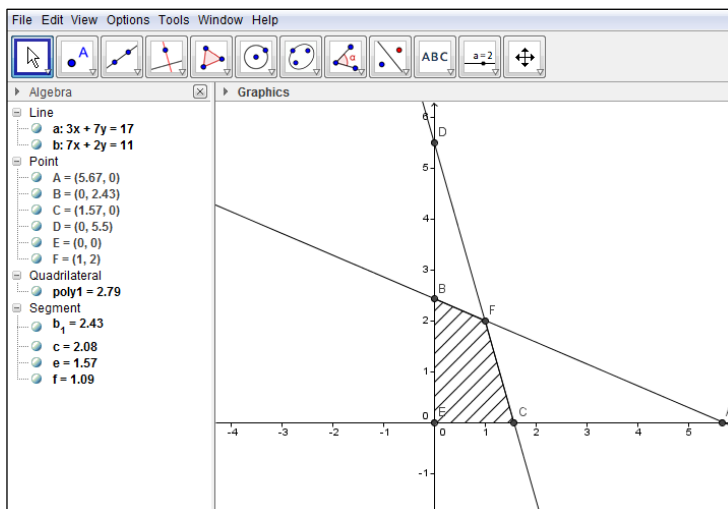 File Edit View Options Tools Window Help
A
α
ABC
a=2
Algebra
Graphics
Line
a: 3x + 7y = 17
b: 7x + 2y = 11
Point
A = (5.67, 0)
B = (0, 2.43)
C = (1.57, 0)
D = (0, 5.5)
E = (0, 0)
F = (1, 2)
Quadrilateral
poly1 = 2.79
Segment
b₁ = 2.43
c = 2.08
e = 1.57
f = 1.09
6
D
5
4
3
B
F
2
1
E
C
A
0
-4 -3 -2 -1 0 1 2 3 4 5
-1